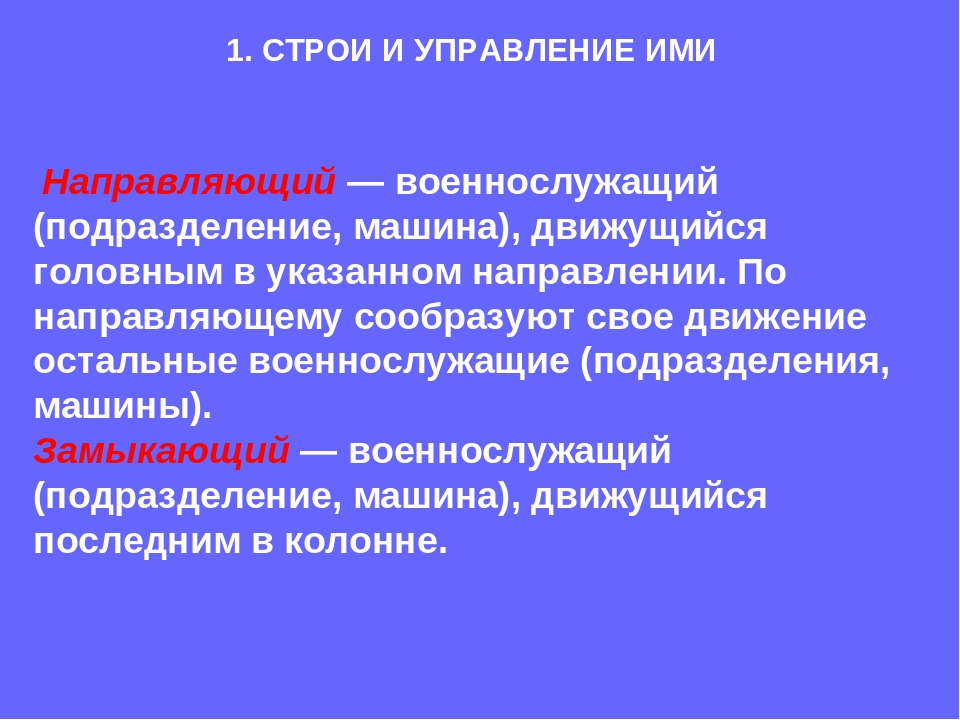 1. СТРОИ И УПРАВЛЕНИЕ ИМИ
Направляющий — военнослужащий
(подразделение, машина), движущийся
головным в указанном направлении. По
направляющему сообразуют свое движение
остальные военнослужащие (подразделения,
машины).
Замыкающий — военнослужащий
(подразделение, машина), движущийся
последним в колонне.